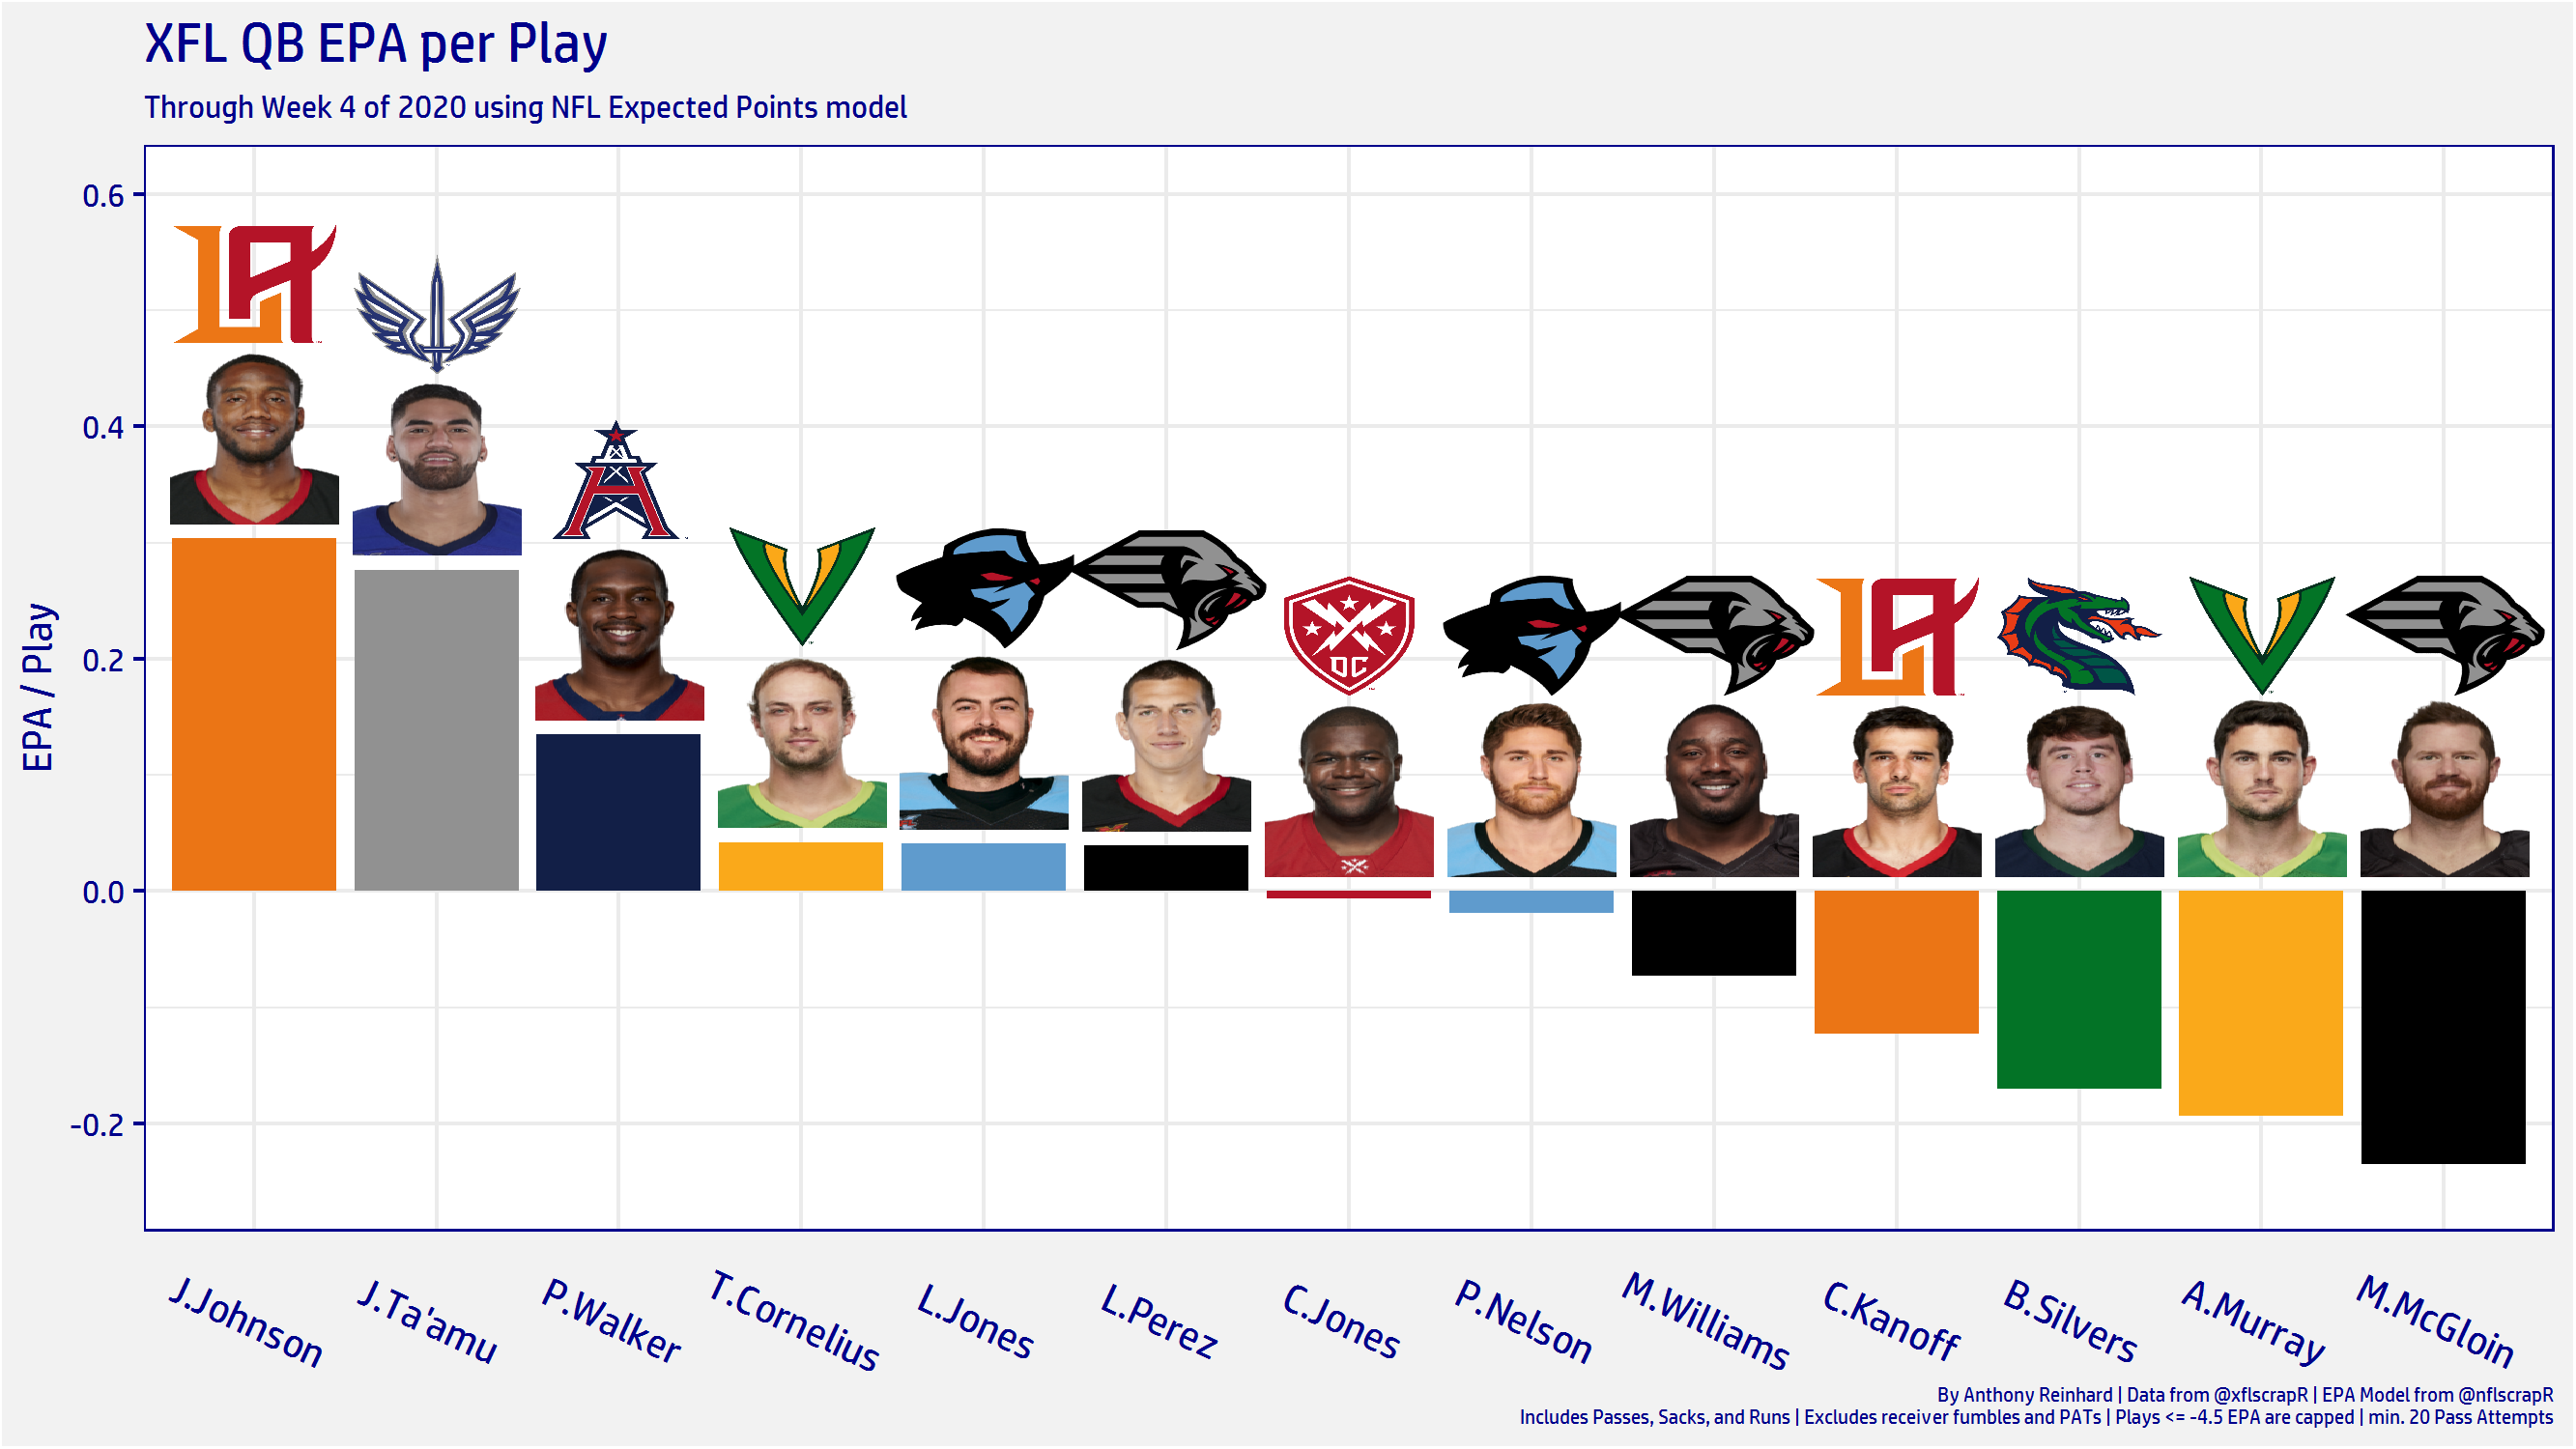 XFL QB EPA per Play
Through Week 4 of 2020 using NFL Expected Points model
EPA / Play
0.6
0.4
0.2
0.0
-0.2
LA
DC
LA
J.Johnson
J.Ta'amu
P.Walker
T.Cornelius
L.Jones
L.Perez
C.Jones
P.Nelson
M.Williams
C.Kanoff
B.Silvers
A.Murray
M.McGloin
By Anthony Reinhard | Data from @xflscrapR | EPA Model from @nflscrapR
Includes Passes, Sacks, and Runs | Excludes receiver fumbles and PATs | Plays <= -4.5 EPA are capped | min. 20 Pass Attempts